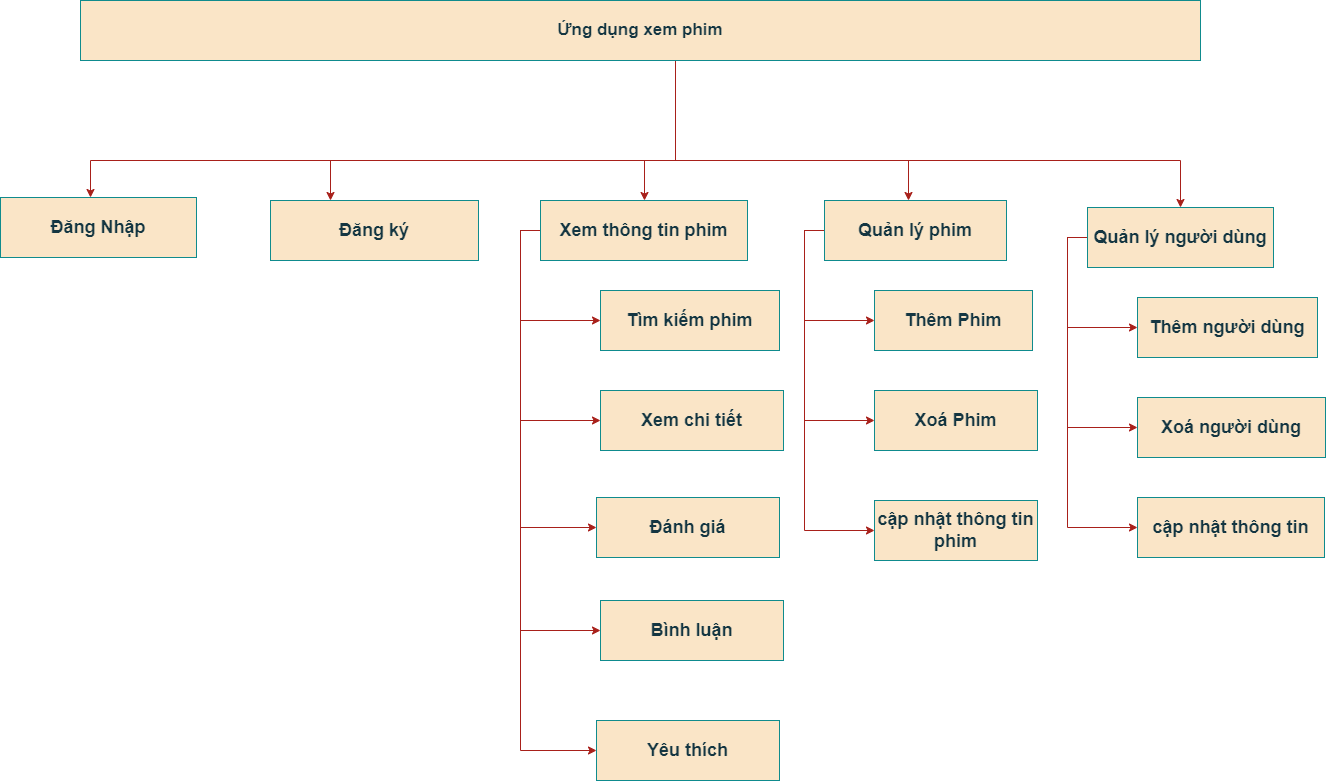 Ứng dụng xem phim
Đăng Nhập
Đăng ký
Xem thông tin phim
Quản lý phim
Quản lý người dùng
Tìm kiếm phim
Thêm Phim
Thêm người dùng
Xem chi tiết
Xoá Phim
Xoá người dùng
Đánh giá
cập nhật thông tin
phim
cập nhật thông tin
Bình luận
Yêu thích